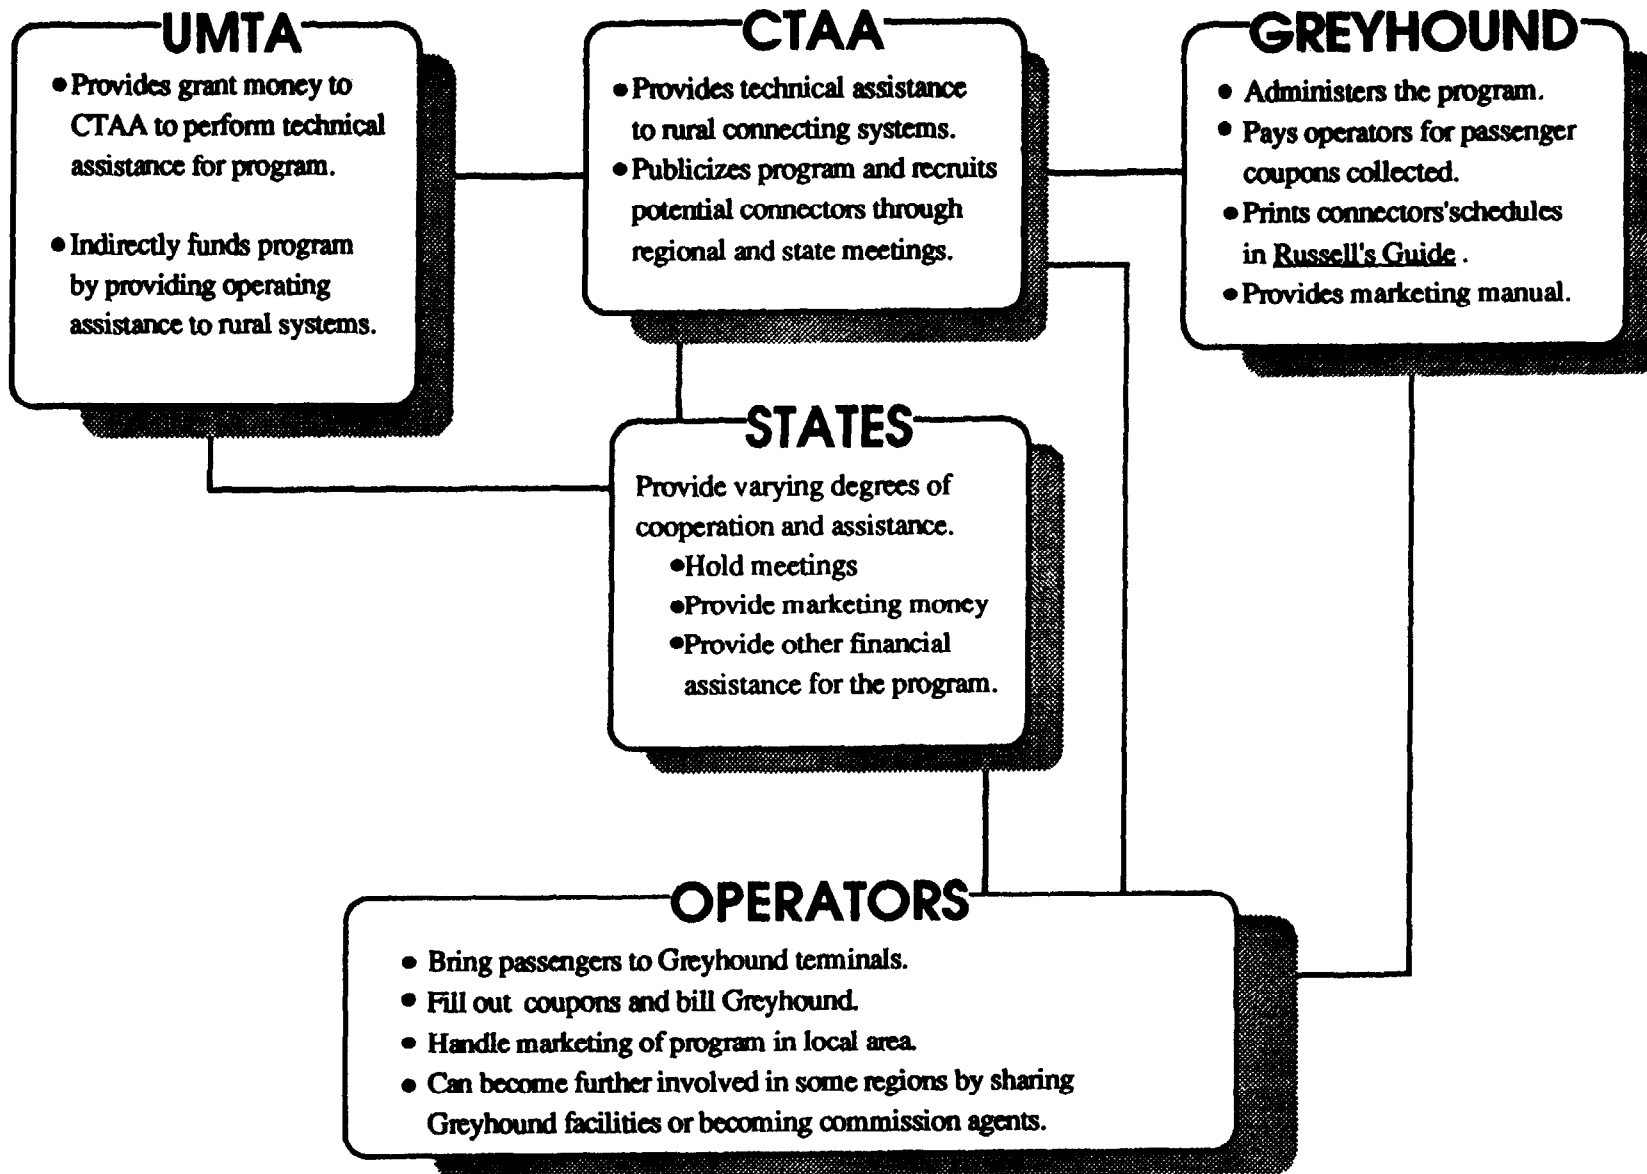 UMTA
• Provides grant money to
CTAA to perform technical
assistance for program.
• Indirectly funds program
by providing operating
assistance to rural systems.
CTAA
• Provides technical assistance
to rural connecting systems.
• Publicizes program and recruits
potential connectors through
regional and state meetings.
GREYHOUND
• Administers the program.
• Pays operators for passenger
coupons collected.
• Prints connectors'schedules
in Russell's Guide .
• Provides marketing manual.
STATES
Provide varying degrees of
cooperation and assistance.
•Hold meetings
•Provide marketing money
•Provide other financial
assistance for the program.
OPERATORS
• Bring passengers to Greyhound terminals.
• Fill out coupons and bill Greyhound.
• Handle marketing of program in local area.
• Can become further involved in some regions by sharing
Greyhound facilities or becoming commission agents.